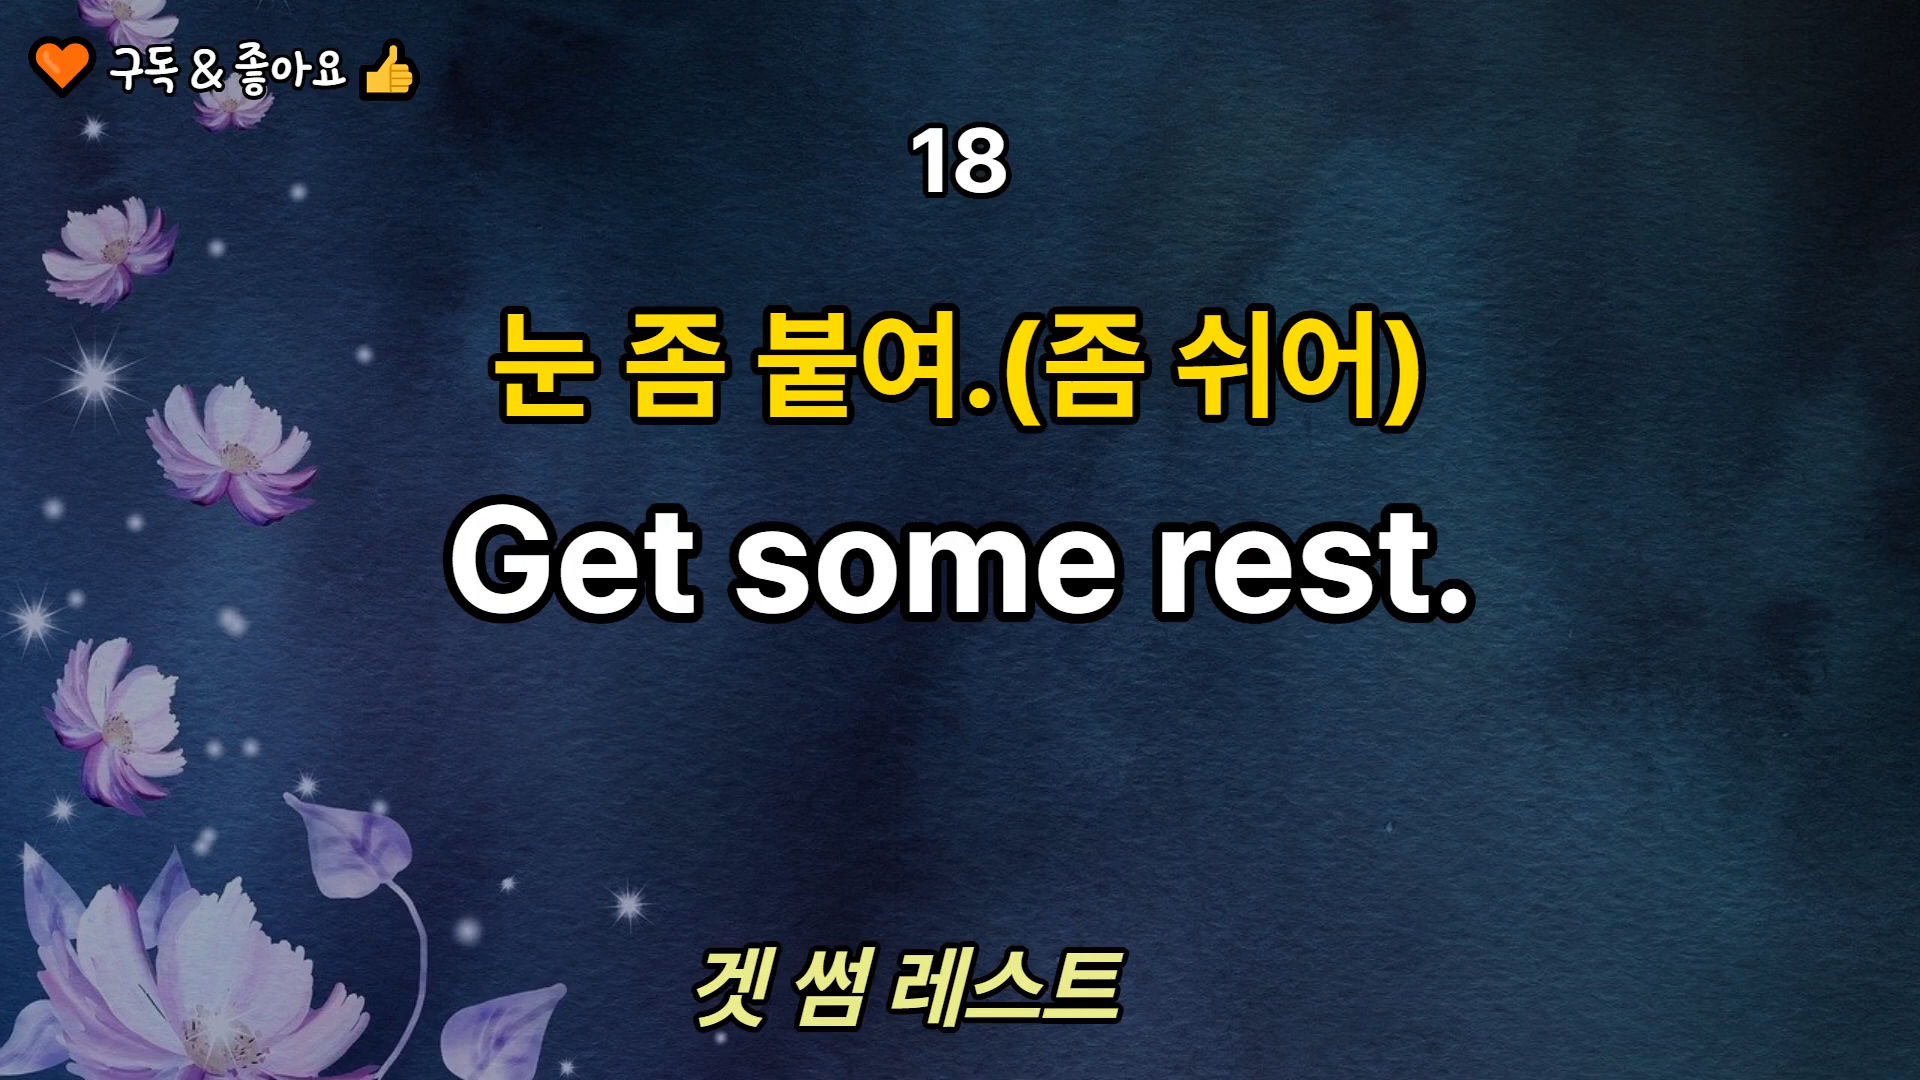 🧡 구독 & 좋아요 👍
18
눈 좀 붙여.(좀 쉬어)
Get some rest.
겟 썸 레스트